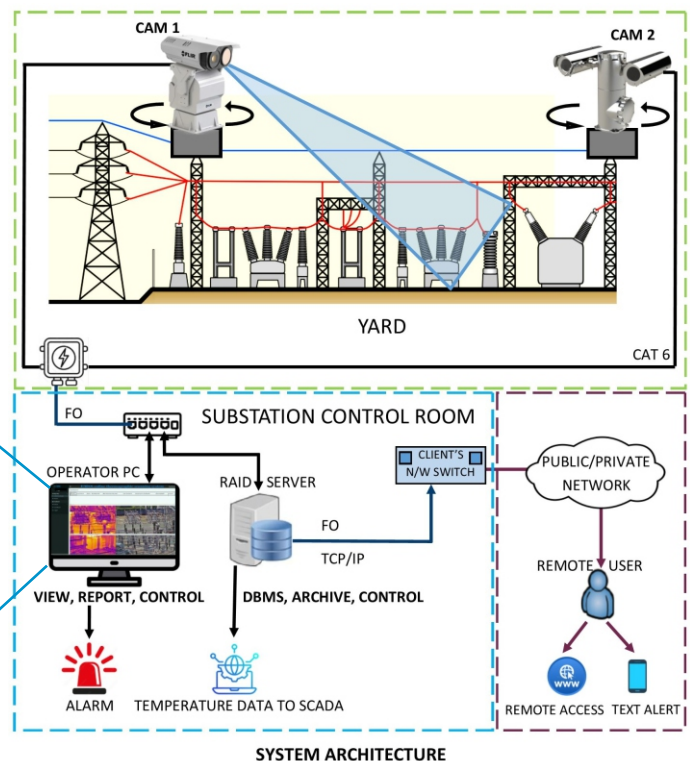 CAM 1
CAM 2
FLIR
YARD
CAT 6
FO
SUBSTATION CONTROL ROOM
OPERATOR PC
RAID SERVER
CLIENT'S
N/W SWITCH
PUBLIC/PRIVATE
NETWORK
FO
TCP/IP
REMOTE USER
VIEW, REPORT, CONTROL
DBMS, ARCHIVE, CONTROL
WWW
ALARM
TEMPERATURE DATA TO SCADA
REMOTE ACCESS
TEXT ALERT
SYSTEM ARCHITECTURE